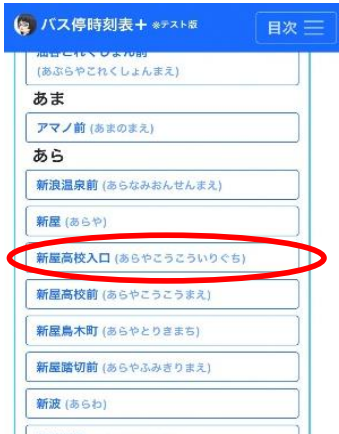 バス停時刻表+ ※テスト版
目次
(あぶらやこれくしょんまえ)
あま
アマノ前 (あまのまえ)
あら
新浪温泉前 (あらなみおんせんまえ)
新屋 (あらや)
新屋高校入口 (あらやこうこういりぐち)
新屋高校前 (あらやこうこうまえ)
新屋鳥木町 (あらやとりきまち)
新屋踏切前 (あらやふみきりまえ)
新波 (あらわ)